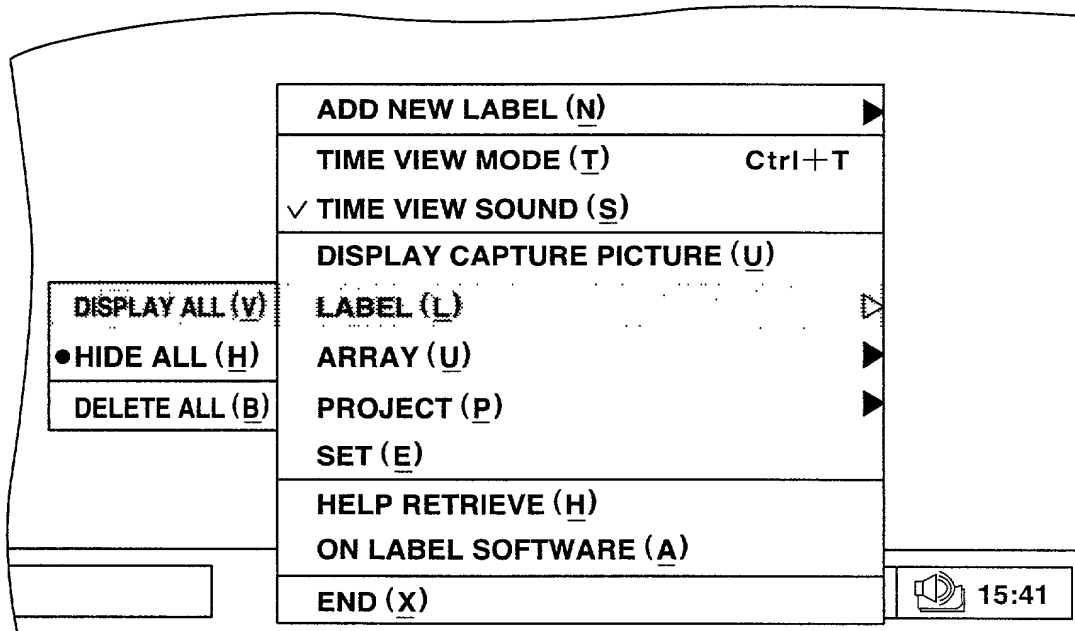 ADD NEW LABEL (N)
TIME VIEW MODE (T) Ctrl+T
✓ TIME VIEW SOUND (S)
DISPLAY CAPTURE PICTURE (U)
LABEL (L)
ARRAY (U)
PROJECT (P)
SET (E)
HELP RETRIEVE (H)
ON LABEL SOFTWARE (A)
END (X)
DISPLAY ALL (V)
●HIDE ALL (H)
DELETE ALL (B)
15:41